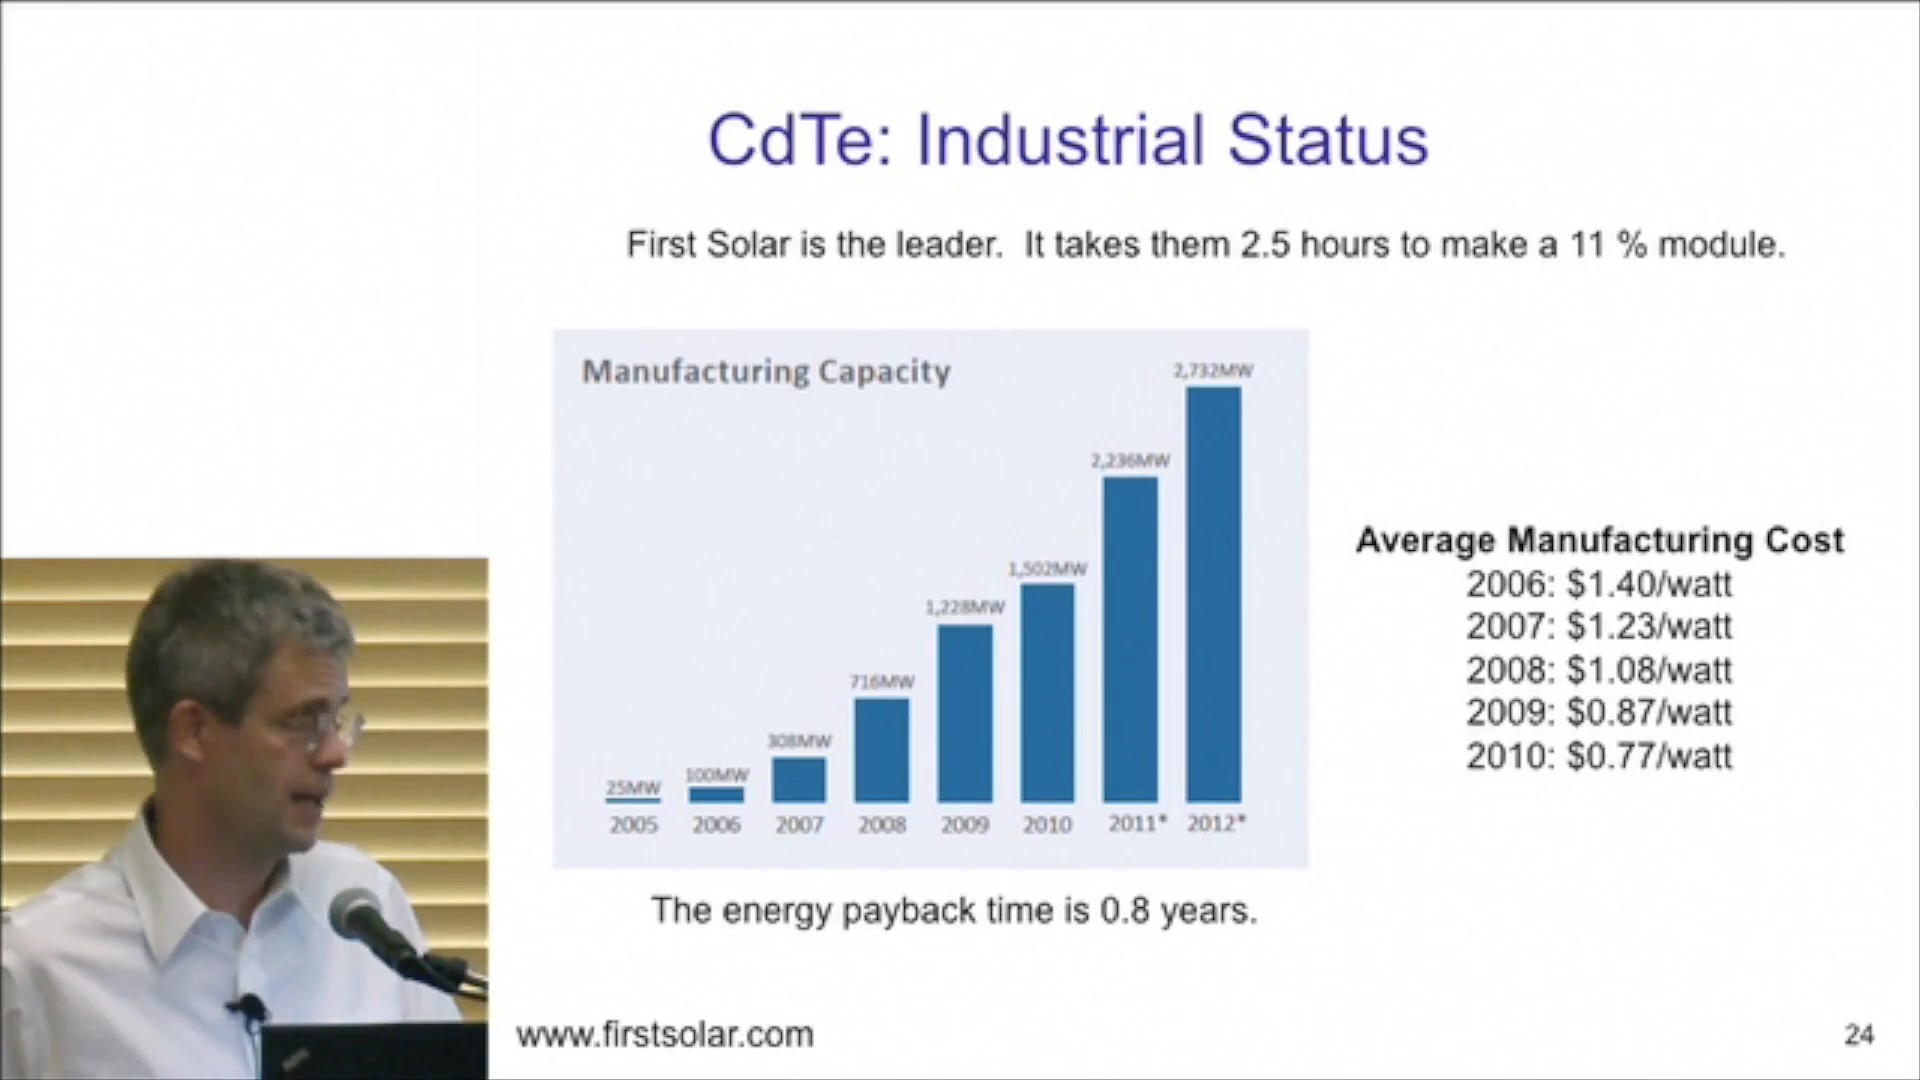 CdTe: Industrial Status
First Solar is the leader.  It takes them 2.5 hours to make a 11 % module.
Manufacturing Capacity
2,732MW
2,236MW
1,502MW
1,228MW
716MW
308MW
100MW
25MW
2005 2006 2007 2008 2009 2010 2011* 2012*
Average Manufacturing Cost
2006: $1.40/watt
2007: $1.23/watt
2008: $1.08/watt
2009: $0.87/watt
2010: $0.77/watt
The energy payback time is 0.8 years.
www.firstsolar.com
24